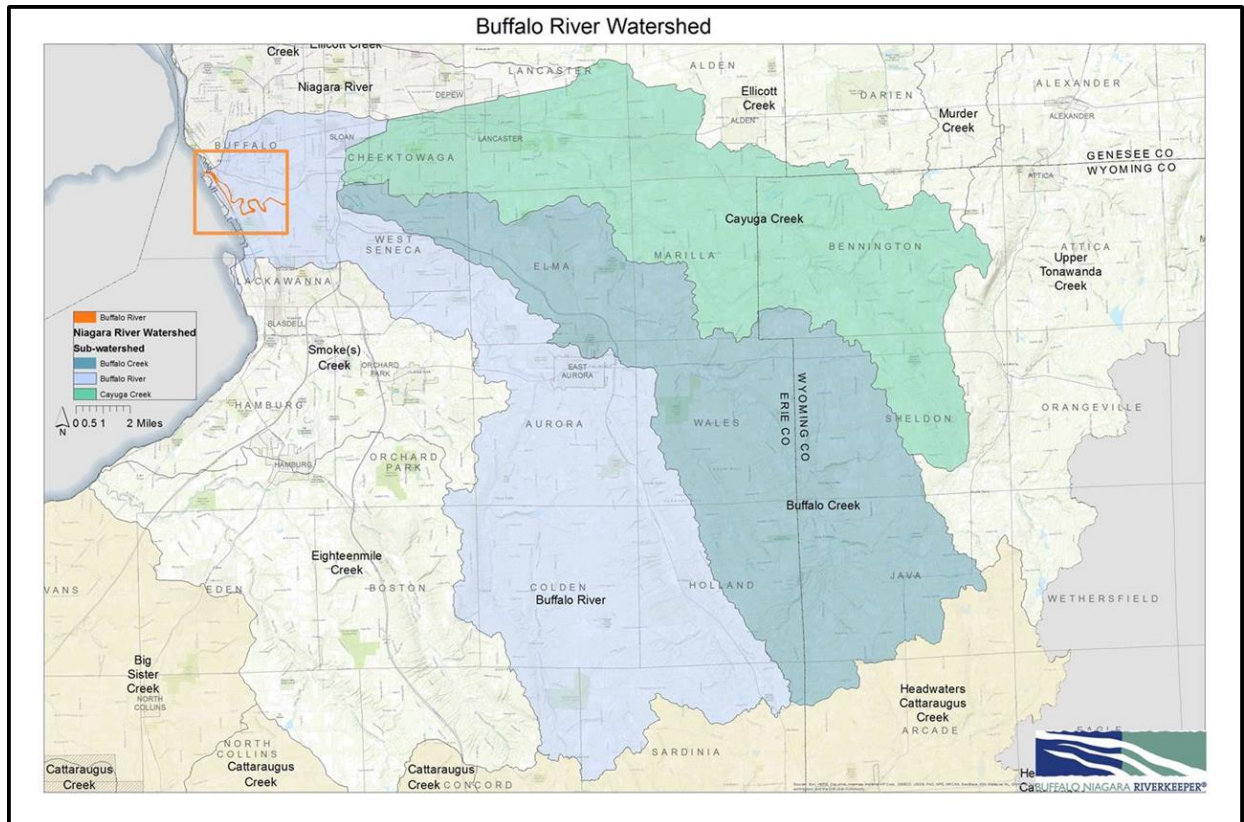 Buffalo River Watershed
Creek
Ellicott Creek
Niagara River
LANCASTER
DEPEW
ALDEN
Ellicott
Creek
ALDEN
DARIEN
Murder
Creek
ALEXANDER
ALEXANDER
GENESEE CO
WYOMING CO
BUFFALO
SLOAN
LANCASTER
CHEEKTOWAGA
ATTICA
Cayuga Creek
WEST
SENECA
ELMA
MARILLA
BENNINGTON
ATTICA
Upper
Tonawanda
Creek
LACKAWANNA
BLASDELL
Buffalo River
Niagara River Watershed
Sub-watershed
Buffalo Creek
Buffalo River
Cayuga Creek
N
0 0.5 1 2 Miles
Smoke(s)
Creek
ORCHARD
PARK
EAST
AURORA
HAMBURG
HAMBURG
ORCHARD
PARK
AURORA
WALES
WYOMING CO
ERIE CO
SHELDON
ORANGEVILLE
Buffalo Creek
Eighteenmile
Creek
VANS
EDEN
BOSTON
COLDEN
Buffalo River
HOLLAND
JAVA
WETHERSFIELD
Big
Sister
Creek
NORTH
COLLINS
Headwaters
Cattaraugus
Creek
ARCADE
EAGLE
NORTH
COLLINS
Cattaraugus
Creek
Cattaraugus
Creek
Cattaraugus
Creek
CONCORD
SARDINIA
He
Ca
BUFFALO NIAGARA RIVERKEEPER®